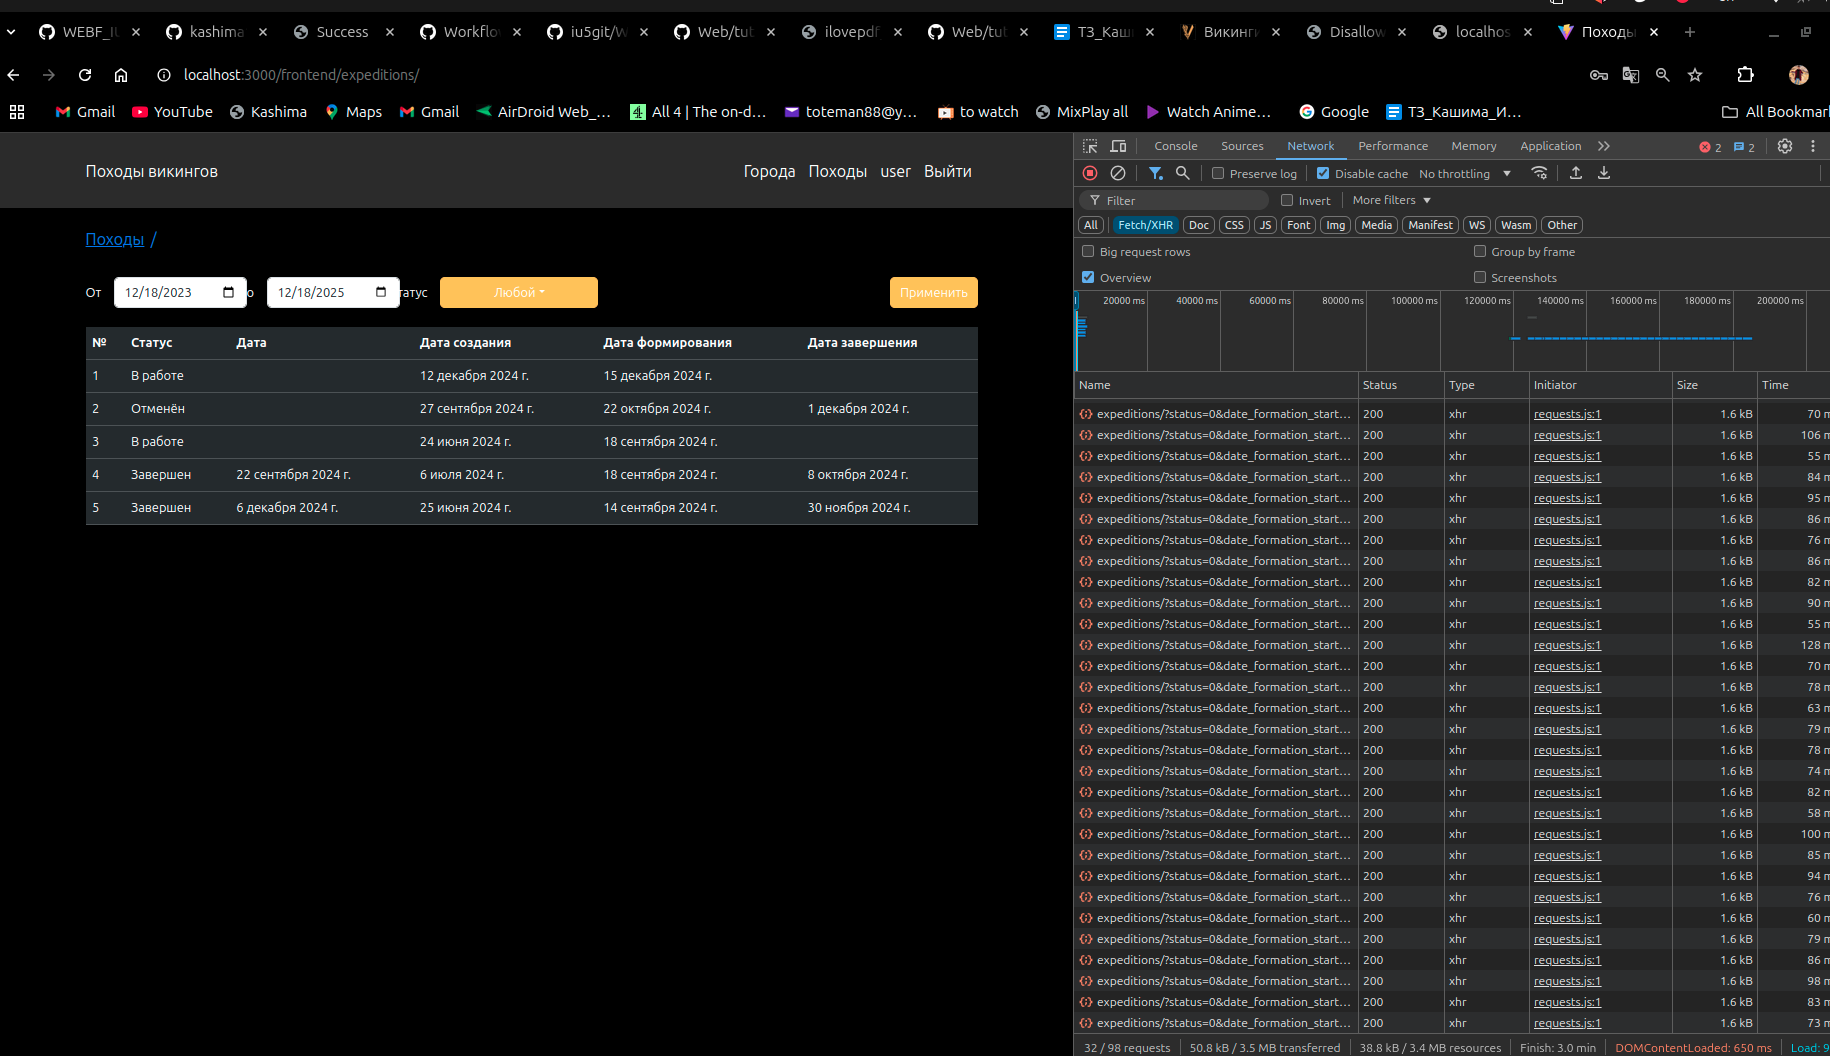 WEBF_IU
kashima
Success
Workflow
iu5git/W
Web/tut
ilovepdf
Web/tut
ТЗ_Каши
Викинги
Disallow
localhos
Походы
localhost:3000/frontend/expeditions/
Gmail
YouTube
Kashima
Maps
Gmail
AirDroid Web_...
All 4 | The on-d...
toteman88@y...
to watch
MixPlay all
Watch Anime...
Google
ТЗ_Кашима_И...
All Bookmar
Походы викингов
Города Походы user Выйти
Походы /
От 12/18/2023 о 12/18/2025 татус Любой Применить
№ Статус Дата Дата создания Дата формирования Дата завершения
1 В работе 12 декабря 2024 г. 15 декабря 2024 г.
2 Отменён 27 сентября 2024 г. 22 октября 2024 г. 1 декабря 2024 г.
3 В работе 24 июня 2024 г. 18 сентября 2024 г.
4 Завершен 22 сентября 2024 г. 6 июля 2024 г. 18 сентября 2024 г. 8 октября 2024 г.
5 Завершен 6 декабря 2024 г. 25 июня 2024 г. 14 сентября 2024 г. 30 ноября 2024 г.
Console Sources Network Performance Memory Application 2 2
Preserve log Disable cache No throttling
Filter Invert More filters
All Fetch/XHR Doc CSS JS Font Img Media Manifest WS Wasm Other
Big request rows Group by frame
Overview Screenshots
20000 ms 40000 ms 60000 ms 80000 ms 100000 ms 120000 ms 140000 ms 160000 ms 180000 ms 200000 ms
Name Status Type Initiator Size Time
expeditions/?status=0&date_formation_start... 200 xhr requests.js:1 1.6 kB 70 m
expeditions/?status=0&date_formation_start... 200 xhr requests.js:1 1.6 kB 106 m
expeditions/?status=0&date_formation_start... 200 xhr requests.js:1 1.6 kB 55 m
expeditions/?status=0&date_formation_start... 200 xhr requests.js:1 1.6 kB 84 m
expeditions/?status=0&date_formation_start... 200 xhr requests.js:1 1.6 kB 95 m
expeditions/?status=0&date_formation_start... 200 xhr requests.js:1 1.6 kB 86 m
expeditions/?status=0&date_formation_start... 200 xhr requests.js:1 1.6 kB 76 m
expeditions/?status=0&date_formation_start... 200 xhr requests.js:1 1.6 kB 86 m
expeditions/?status=0&date_formation_start... 200 xhr requests.js:1 1.6 kB 82 m
expeditions/?status=0&date_formation_start... 200 xhr requests.js:1 1.6 kB 90 m
expeditions/?status=0&date_formation_start... 200 xhr requests.js:1 1.6 kB 55 m
expeditions/?status=0&date_formation_start... 200 xhr requests.js:1 1.6 kB 128 m
expeditions/?status=0&date_formation_start... 200 xhr requests.js:1 1.6 kB 70 m
expeditions/?status=0&date_formation_start... 200 xhr requests.js:1 1.6 kB 78 m
expeditions/?status=0&date_formation_start... 200 xhr requests.js:1 1.6 kB 63 m
expeditions/?status=0&date_formation_start... 200 xhr requests.js:1 1.6 kB 79 m
expeditions/?status=0&date_formation_start... 200 xhr requests.js:1 1.6 kB 78 m
expeditions/?status=0&date_formation_start... 200 xhr requests.js:1 1.6 kB 74 m
expeditions/?status=0&date_formation_start... 200 xhr requests.js:1 1.6 kB 82 m
expeditions/?status=0&date_formation_start... 200 xhr requests.js:1 1.6 kB 58 m
expeditions/?status=0&date_formation_start... 200 xhr requests.js:1 1.6 kB 100 m
expeditions/?status=0&date_formation_start... 200 xhr requests.js:1 1.6 kB 85 m
expeditions/?status=0&date_formation_start... 200 xhr requests.js:1 1.6 kB 94 m
expeditions/?status=0&date_formation_start... 200 xhr requests.js:1 1.6 kB 76 m
expeditions/?status=0&date_formation_start... 200 xhr requests.js:1 1.6 kB 60 m
expeditions/?status=0&date_formation_start... 200 xhr requests.js:1 1.6 kB 79 m
expeditions/?status=0&date_formation_start... 200 xhr requests.js:1 1.6 kB 86 m
expeditions/?status=0&date_formation_start... 200 xhr requests.js:1 1.6 kB 98 m
expeditions/?status=0&date_formation_start... 200 xhr requests.js:1 1.6 kB 83 m
expeditions/?status=0&date_formation_start... 200 xhr requests.js:1 1.6 kB 73 m
32 / 98 requests 50.8 kB / 3.5 MB transferred 38.8 kB / 3.4 MB resources Finish: 3.0 min DOMContentLoaded: 650 ms Load: 9